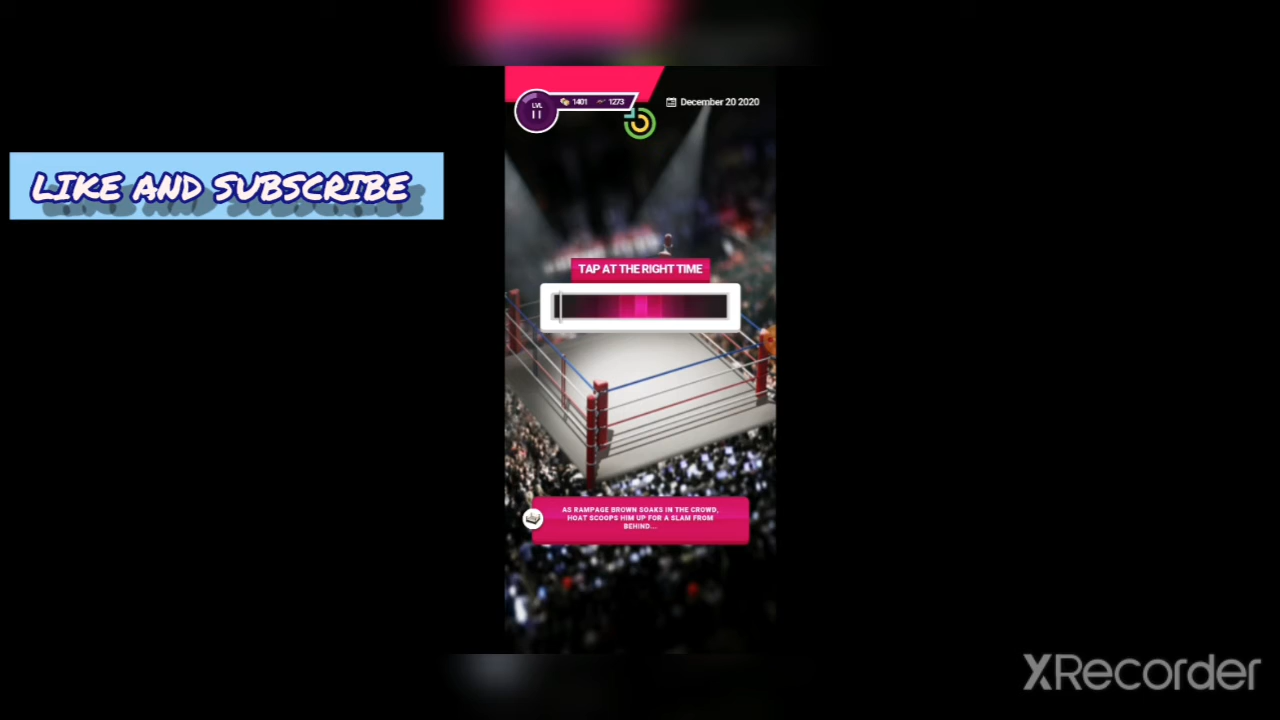 LVL
11
1401
1273
December 20 2020
LIKE AND SUBSCRIBE
TAP AT THE RIGHT TIME
AS RAMPAGE BROWN SOAKS IN THE CROWD,
HOAT SCOOPS HIM UP FOR A SLAM FROM
BEHIND...
XRecorder